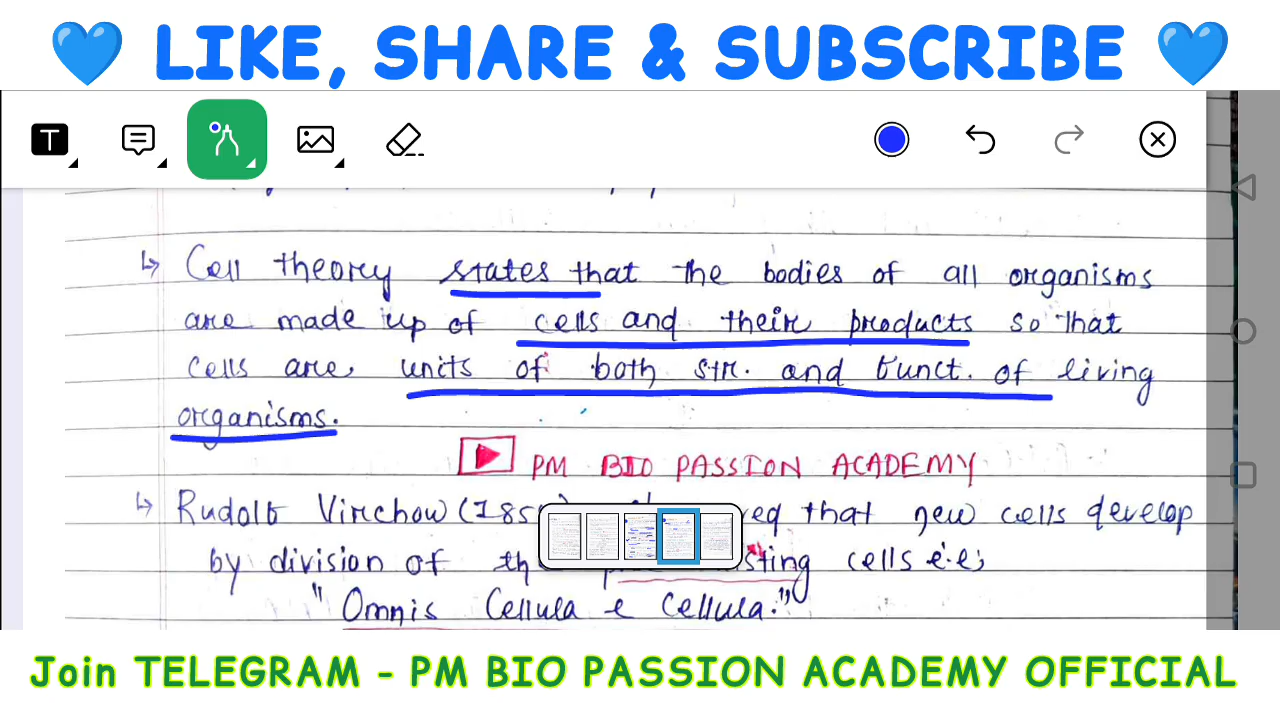 💙 LIKE, SHARE & SUBSCRIBE 💙
T
↳ Cell theory states that the bodies of all organisms
are made up of cells and their products so that
cells are units of both str. and funct. of living
organisms.
PM BIO PASSION ACADEMY
↳ Rudolf Virchow (185 that new cells develop
by division of cells i.e;
"Omnis Cellula e Cellula."
Join TELEGRAM - PM BIO PASSION ACADEMY OFFICIAL